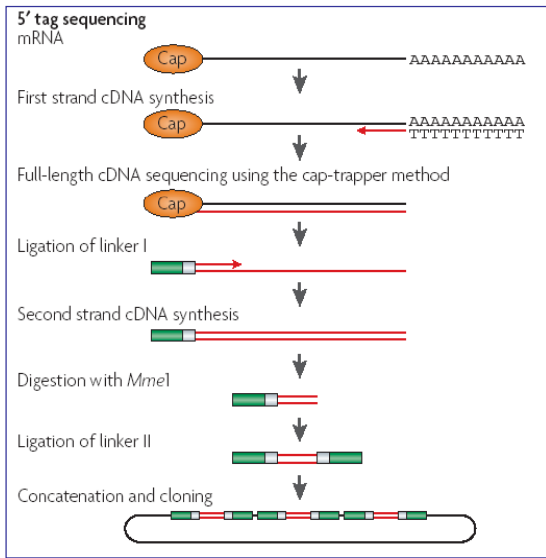 5′ tag sequencing
mRNA
Cap
AAAAAAAAAAA
First strand cDNA synthesis
Cap
AAAAAAAAAAA
TTTTTTTTTTT
Full-length cDNA sequencing using the cap-trapper method
Cap
Ligation of linker I
Second strand cDNA synthesis
Digestion with Mme1
Ligation of linker II
Concatenation and cloning